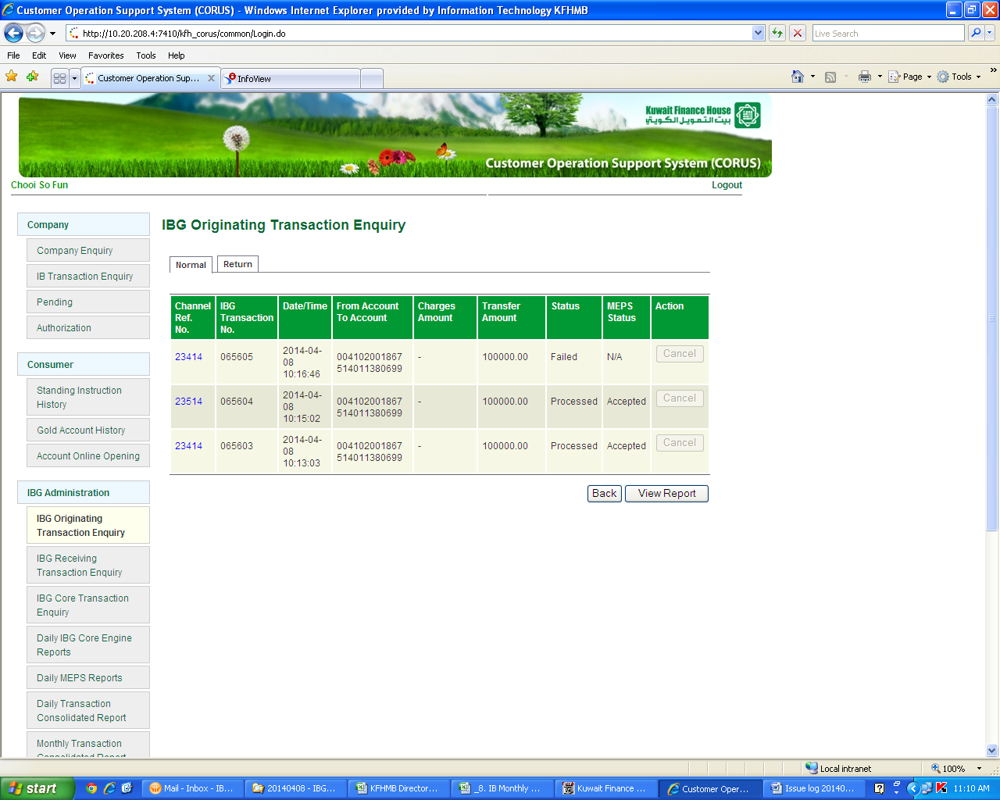 Customer Operation Support System (CORUS) - Windows Internet Explorer provided by Information Technology KFHMB
http://10.20.208.4:7410/kfh_corus/common/Login.do
Live Search
File Edit View Favorites Tools Help
Customer Operation Sup...
InfoView
Page Tools
Kuwait Finance House
بيت التمويل الكويتي
Customer Operation Support System (CORUS)
Chooi So Fun
Logout
Company
Company Enquiry
IB Transaction Enquiry
Pending
Authorization
Consumer
Standing Instruction
History
Gold Account History
Account Online Opening
IBG Administration
IBG Originating
Transaction Enquiry
IBG Receiving
Transaction Enquiry
IBG Core Transaction
Enquiry
Daily IBG Core Engine
Reports
Daily MEPS Reports
Daily Transaction
Consolidated Report
Monthly Transaction
Consolidated Report
IBG Originating Transaction Enquiry
Normal Return
Channel IBG Date/Time From Account Charges Transfer Status MEPS Action
Ref. Transaction To Account Amount Amount Status
No. No.
2014-04-
23414 065605 08 004102001867 - 100000.00 Failed N/A Cancel
10:16:46 514011380699
2014-04-
23514 065604 08 004102001867 - 100000.00 Processed Accepted Cancel
10:15:02 514011380699
2014-04-
23414 065603 08 004102001867 - 100000.00 Processed Accepted Cancel
10:13:03 514011380699
Back View Report
Local intranet
100%
start
Mail - Inbox - IB...
20140408 - IBG...
KFHMB Director...
_8. IB Monthly ...
Kuwait Finance ...
Customer Oper...
Issue log 201404...
11:10 AM